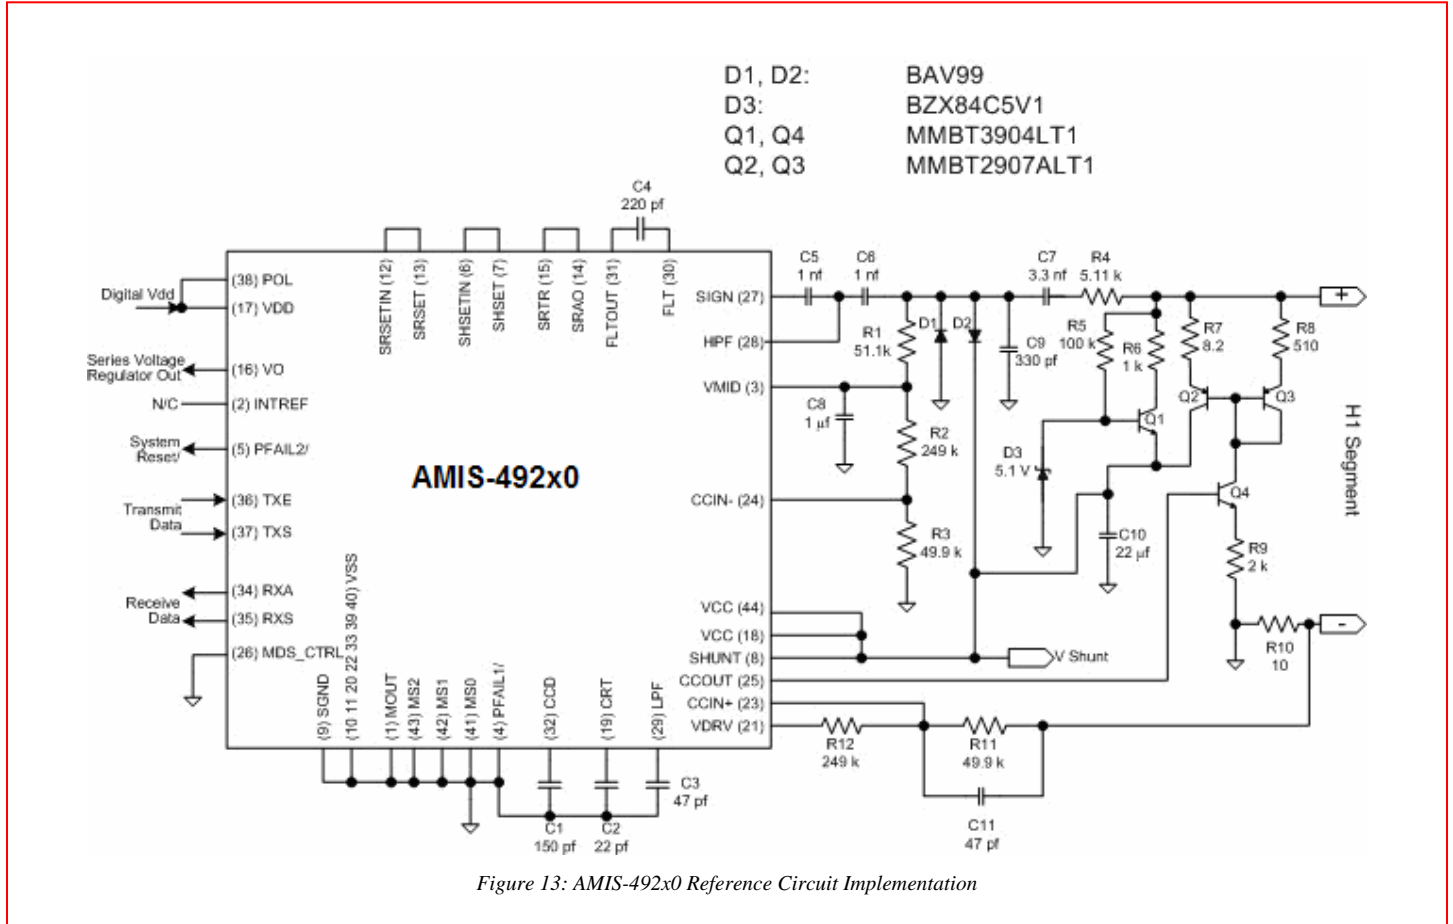 D1, D2: BAV99
D3: BZX84C5V1
Q1, Q4 MMBT3904LT1
Q2, Q3 MMBT2907ALT1
C4
220 pf
SRSETIN (12)
SRSET (13)
SHSETIN (6)
SHSET (7)
SRTR (15)
SRAO (14)
FLTOUT (31)
FLT (30)
Digital Vdd
(38) POL
(17) VDD
Series Voltage
Regulator Out
(16) VO
N/C
(2) INTREF
System
Reset/
(5) PFAIL2/
(36) TXE
Transmit
Data
(37) TXS
(34) RXA
Receive
Data
(35) RXS
(26) MDS_CTRL
AMIS-492x0
(9) SGND
(10 11 20 22 33 39 40) VSS
(1) MOUT
(43) MS2
(42) MS1
(41) MS0
(4) PFAIL1/
(32) CCD
(19) CRT
(29) LPF
C1
150 pf
C2
22 pf
C3
47 pf
SIGN (27)
HPF (28)
VMID (3)
CCIN- (24)
VCC (44)
VCC (18)
SHUNT (8)
CCOUT (25)
CCIN+ (23)
VDRV (21)
C5
1 nf
C6
1 nf
C7
3.3 nf
R4
5.11 k
R1
51.1k
D1
D2
C9
330 pf
R5
100 k
R6
1 k
R7
8.2
R8
510
C8
1 µf
R2
249 k
D3
5.1 V
Q1
Q2
Q3
Q4
C10
22 µf
R3
49.9 k
R9
2 k
R10
10
V Shunt
R12
249 k
R11
49.9 k
C11
47 pf
+
H1 Segment
-
Figure 13: AMIS-492x0 Reference Circuit Implementation